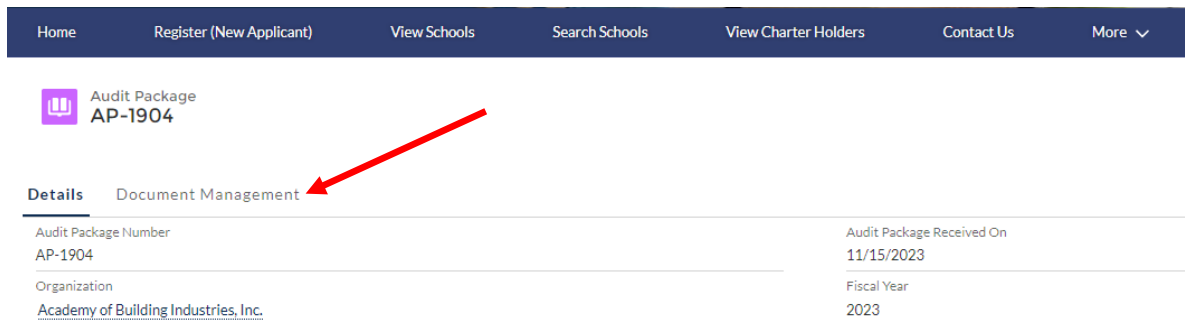 Home Register (New Applicant) View Schools Search Schools View Charter Holders Contact Us More
Audit Package
AP-1904
Details Document Management
Audit Package Number Audit Package Received On
AP-1904 11/15/2023
Organization Fiscal Year
Academy of Building Industries, Inc. 2023